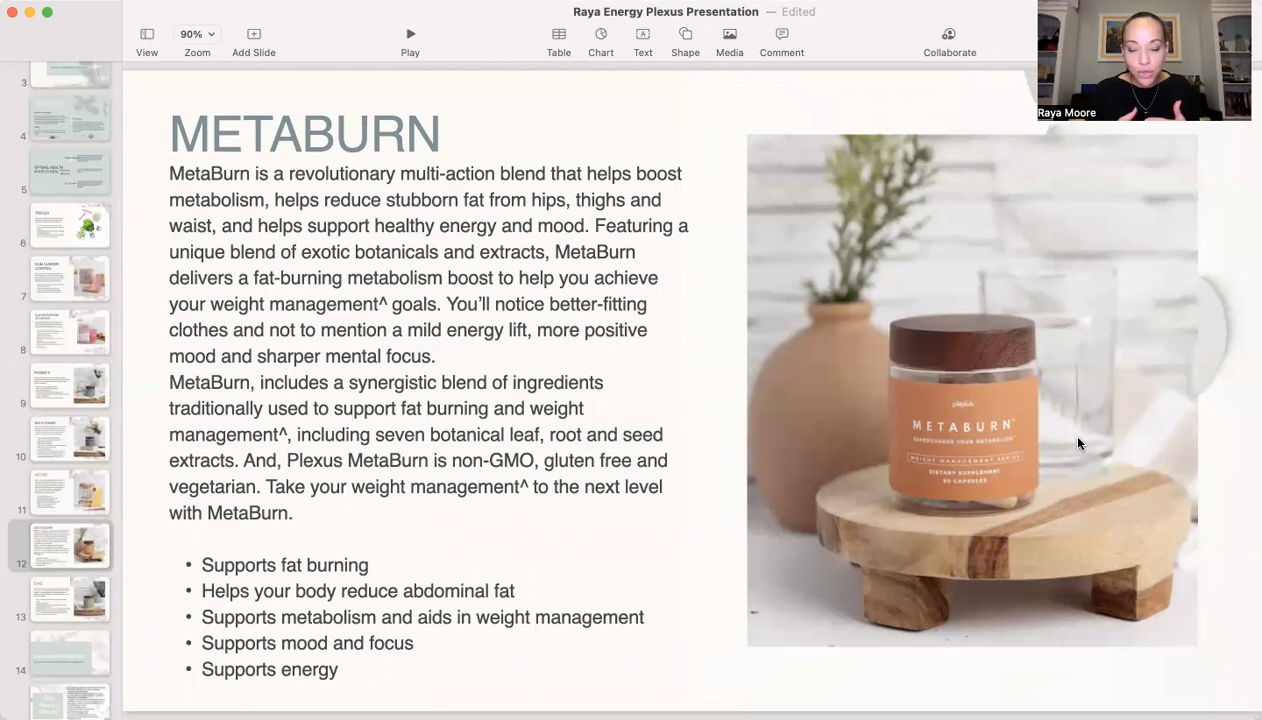 Raya Energy Plexus Presentation — Edited
90%
View
Zoom
Add Slide
Play
Table
Chart
Text
Shape
Media
Comment
Collaborate
Raya Moore
3
4
5
6
7
8
9
10
11
12
13
14
METABURN
MetaBurn is a revolutionary multi-action blend that helps boost
metabolism, helps reduce stubborn fat from hips, thighs and
waist, and helps support healthy energy and mood. Featuring a
unique blend of exotic botanicals and extracts, MetaBurn
delivers a fat-burning metabolism boost to help you achieve
your weight management^ goals. You’ll notice better-fitting
clothes and not to mention a mild energy lift, more positive
mood and sharper mental focus.
MetaBurn, includes a synergistic blend of ingredients
traditionally used to support fat burning and weight
management^, including seven botanical leaf, root and seed
extracts. And, Plexus MetaBurn is non-GMO, gluten free and
vegetarian. Take your weight management^ to the next level
with MetaBurn.
• Supports fat burning
• Helps your body reduce abdominal fat
• Supports metabolism and aids in weight management
• Supports mood and focus
• Supports energy
plexus
METABURN™
SUPERCHARGE YOUR METABOLISM
WEIGHT MANAGEMENT SERIES
DIETARY SUPPLEMENT
90 CAPSULES